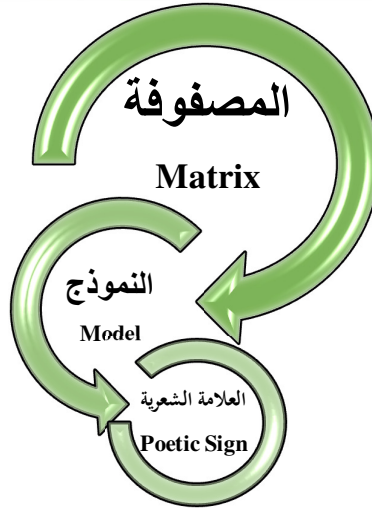 المصفوفة
Matrix
النموذج
Model
العلامة الشعرية
Poetic Sign